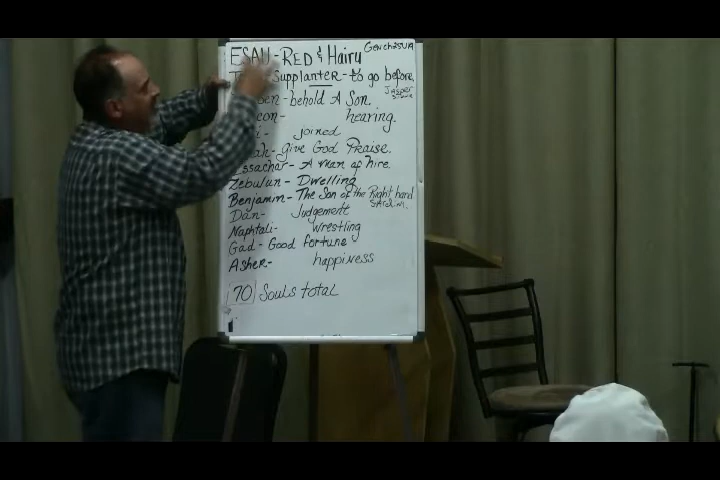 ESAU - RED & Hairy
Supplanter - to go before.
Jasper
behold A Son.
hearing.
joined
give God Praise.
Issachar - A man of hire.
Zebulun - Dwelling
Benjamin - The Son of the Right hand
Dan - Judgement
Naphtali - Wrestling
Gad - Good fortune
Asher - happiness
70 Souls total